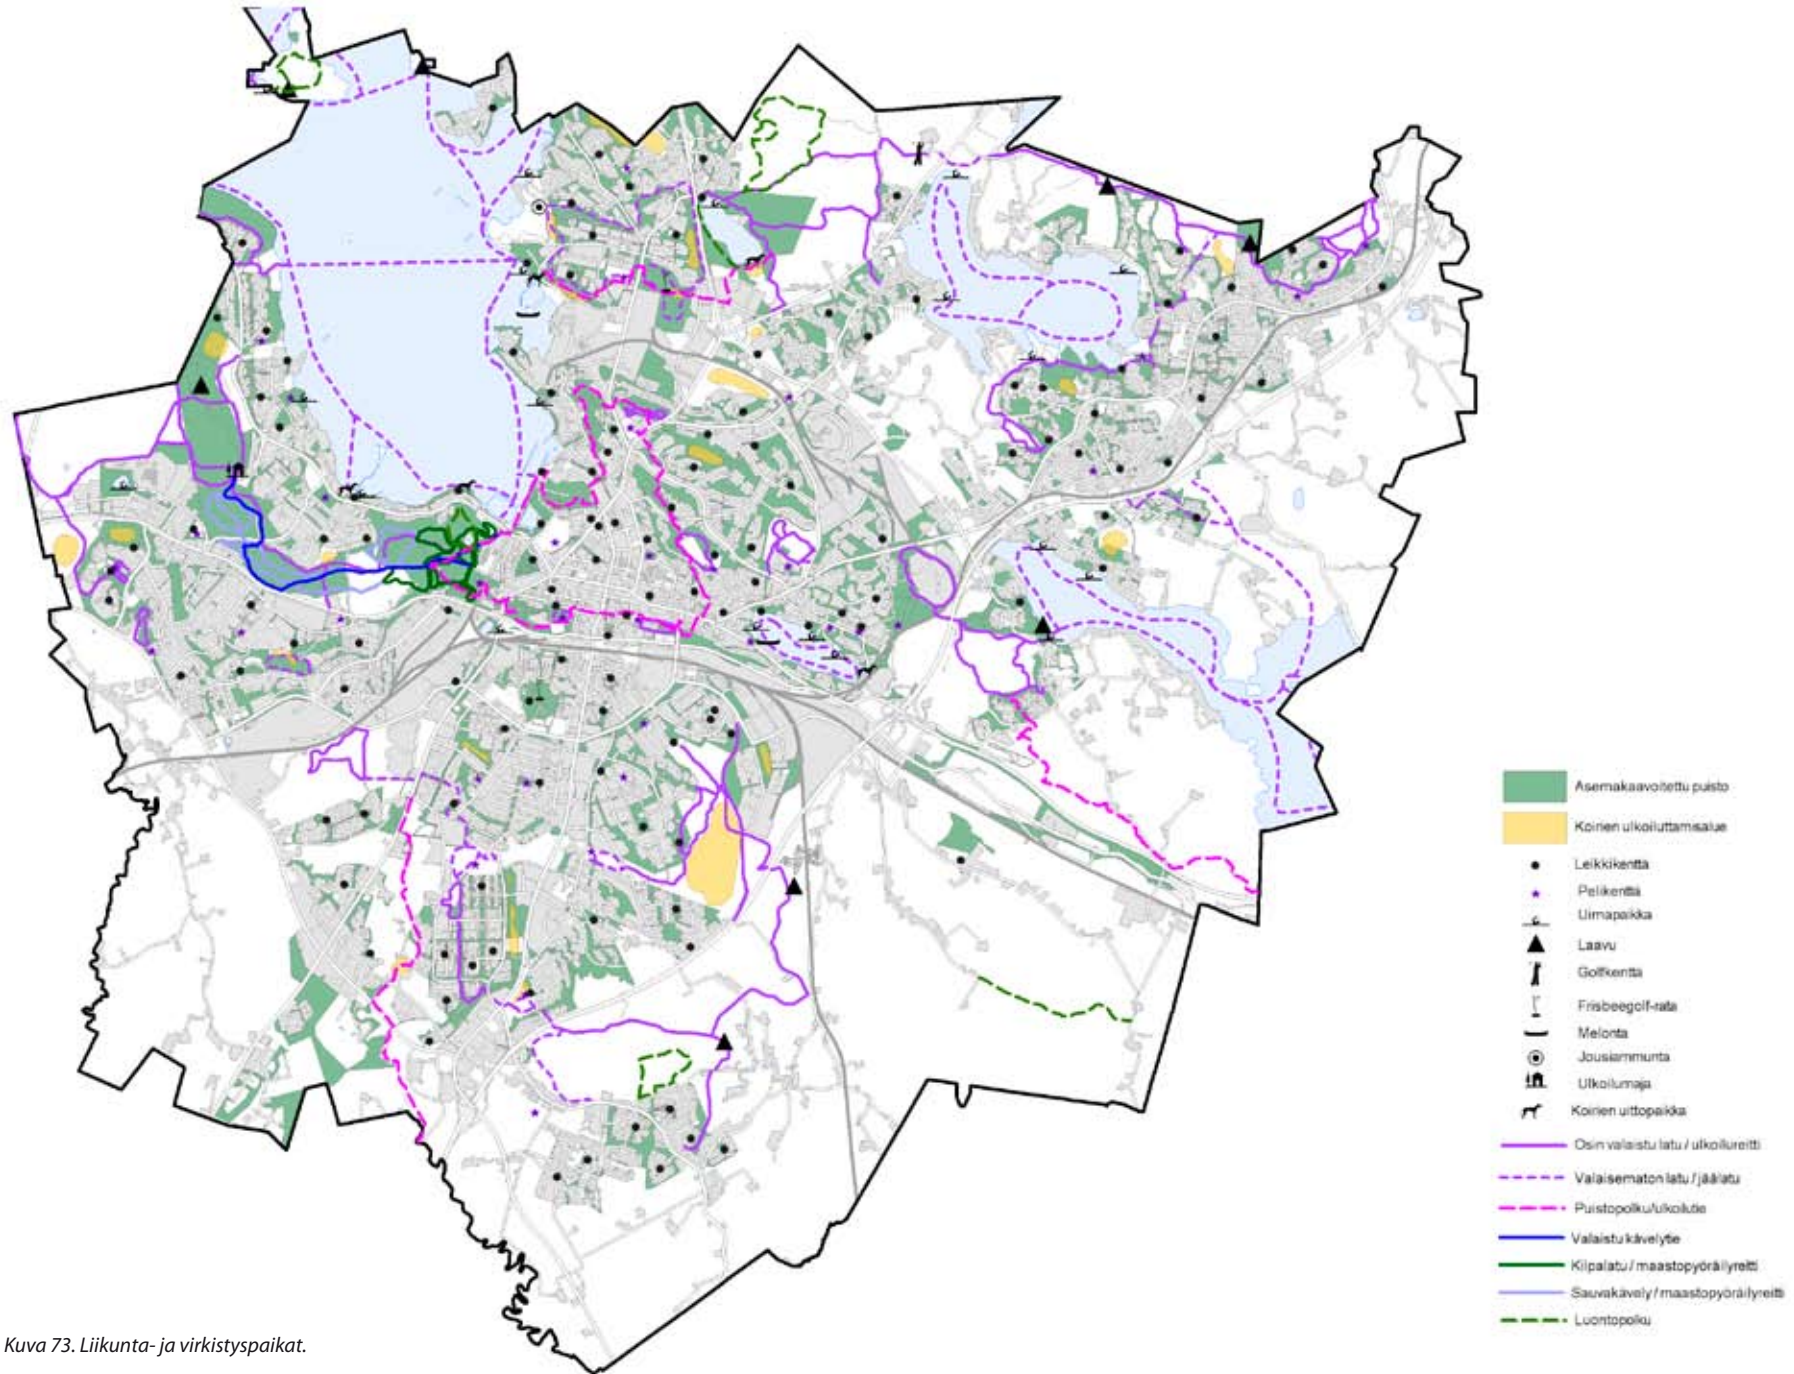 Asemakaavoitettu puisto
Koirien ulkoiluttamisalue
Leikkikenttä
Pelikenttä
Uimapaikka
Laavu
Golfkenttä
Frisbeegolf-rata
Melonta
Jousiammunta
Ulkoilumaja
Koirien uittopaikka
Osin valaistu latu / ulkoilureitti
Valaisematon latu / jäälatu
Puistopolku/ulkoilutie
Valaistu kävelytie
Kilpalatu / maastopyöräilyreitti
Sauvakävely / maastopyöräilyreitti
Luontopolku
Kuva 73. Liikunta- ja virkistyspaikat.